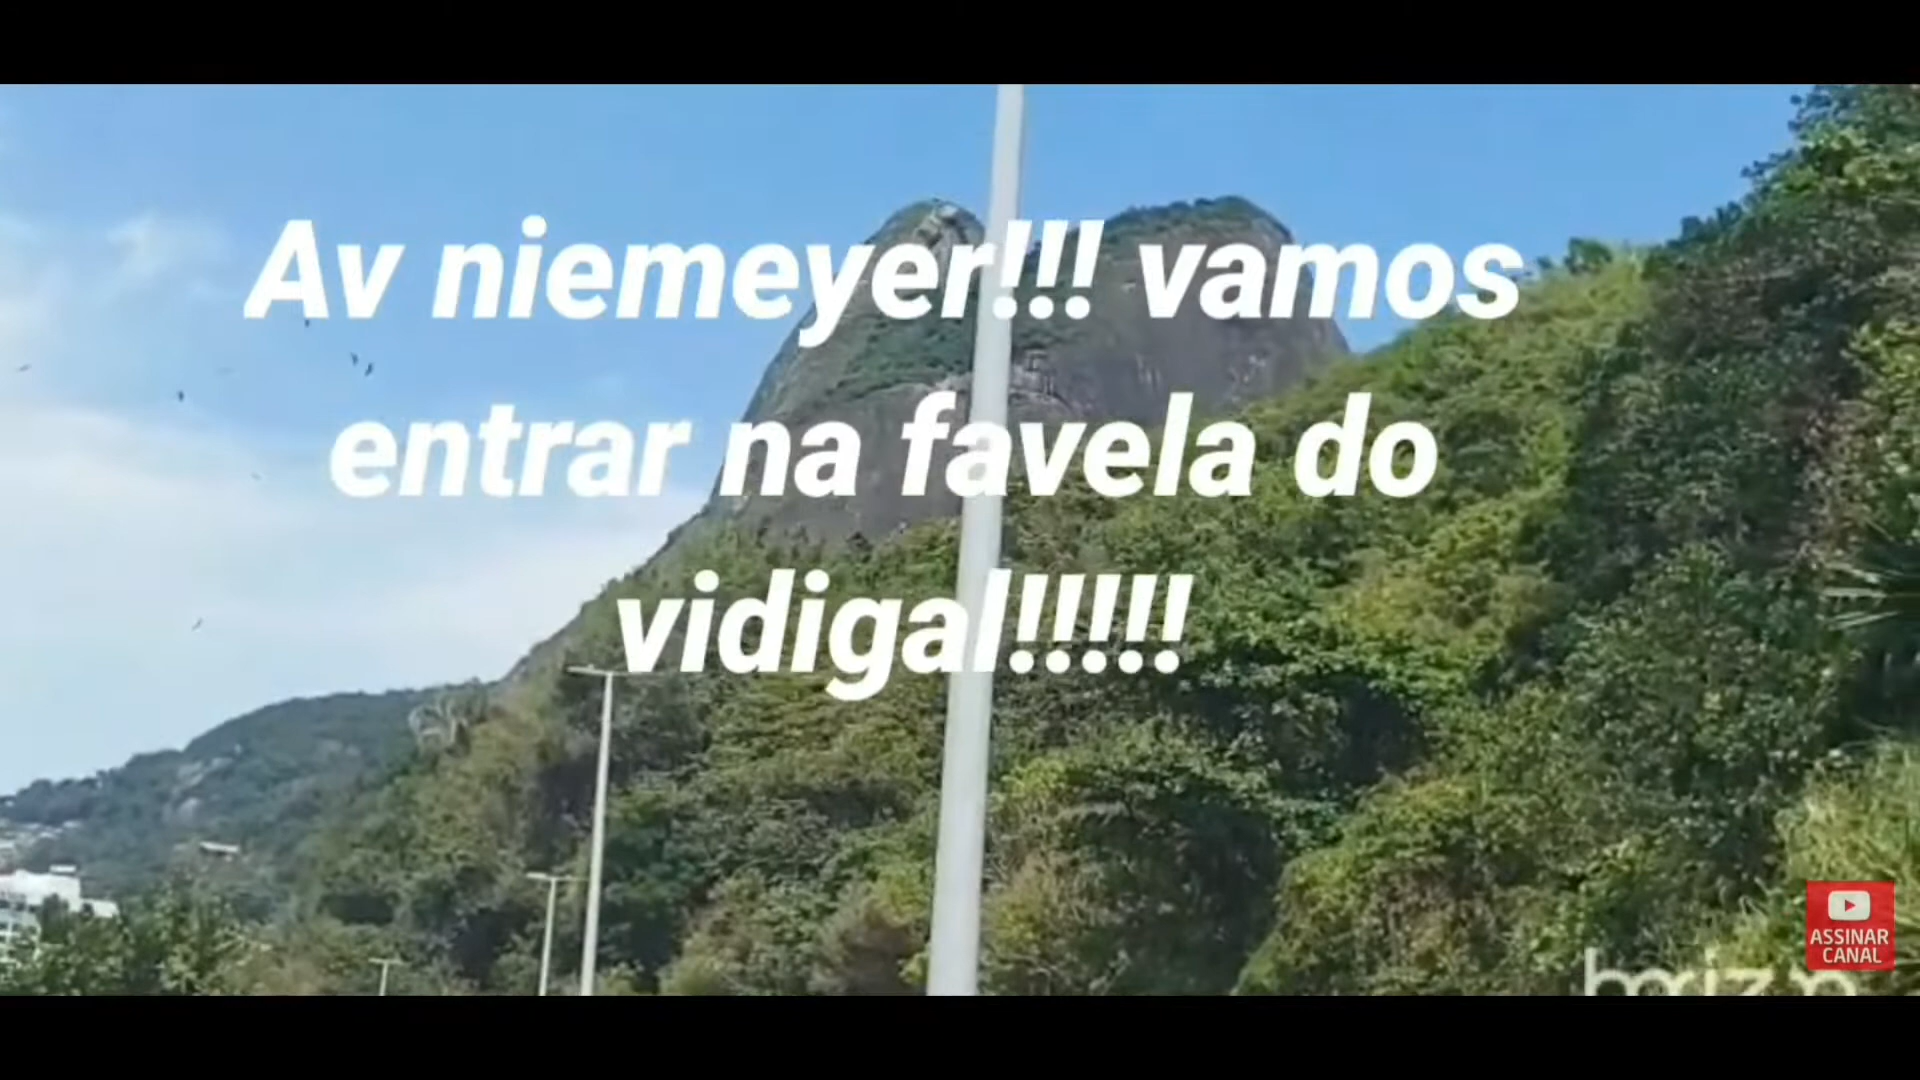 Av niemeyer!!! vamos
entrar na favela do
vidigal!!!!!
ASSINAR
CANAL